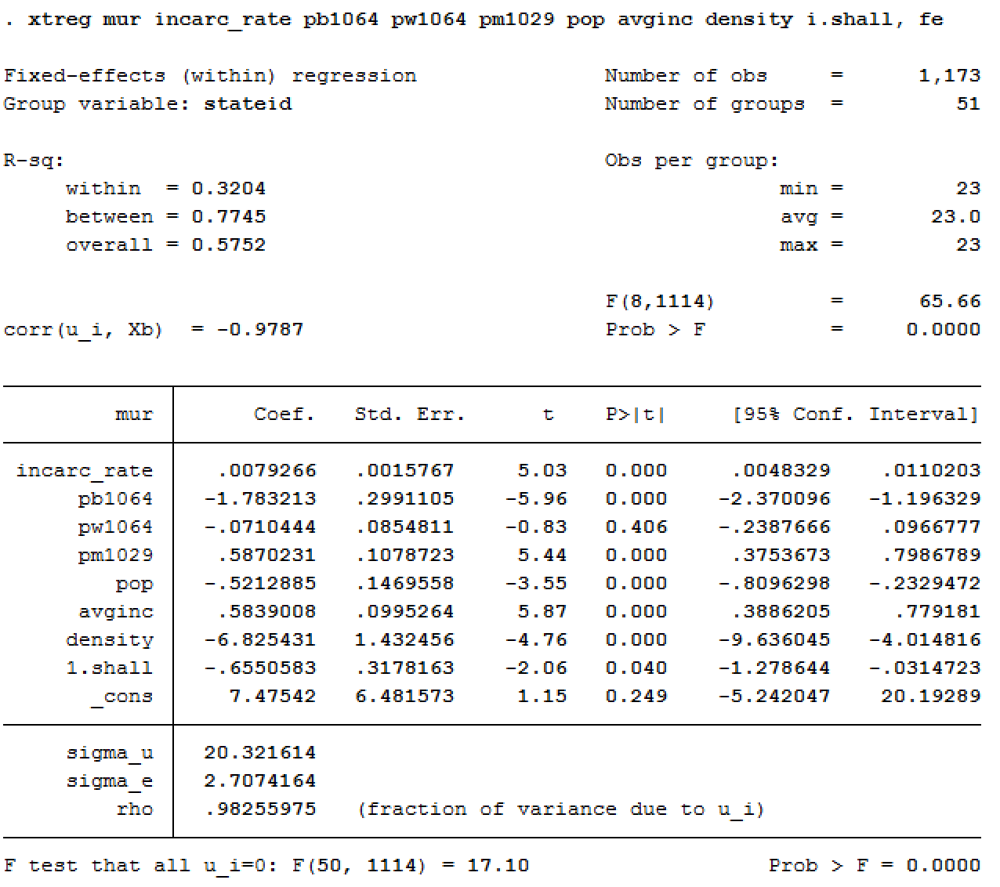 . xtreg mur incarc_rate pb1064 pw1064 pm1029 pop avginc density i.shall, fe
Fixed-effects (within) regression Number of obs = 1,173
Group variable: stateid Number of groups = 51
R-sq: Obs per group:
within = 0.3204 min = 23
between = 0.7745 avg = 23.0
overall = 0.5752 max = 23
F(8,1114) = 65.66
corr(u_i, Xb) = -0.9787 Prob > F = 0.0000
mur Coef. Std. Err. t P>|t| [95% Conf. Interval]
incarc_rate .0079266 .0015767 5.03 0.000 .0048329 .0110203
pb1064 -1.783213 .2991105 -5.96 0.000 -2.370096 -1.196329
pw1064 -.0710444 .0854811 -0.83 0.406 -.2387666 .0966777
pm1029 .5870231 .1078723 5.44 0.000 .3753673 .7986789
pop -.5212885 .1469558 -3.55 0.000 -.8096298 -.2329472
avginc .5839008 .0995264 5.87 0.000 .3886205 .779181
density -6.825431 1.432456 -4.76 0.000 -9.636045 -4.014816
1.shall -.6550583 .3178163 -2.06 0.040 -1.278644 -.0314723
_cons 7.47542 6.481573 1.15 0.249 -5.242047 20.19289
sigma_u 20.321614
sigma_e 2.7074164
rho .98255975 (fraction of variance due to u_i)
F test that all u_i=0: F(50, 1114) = 17.10 Prob > F = 0.0000